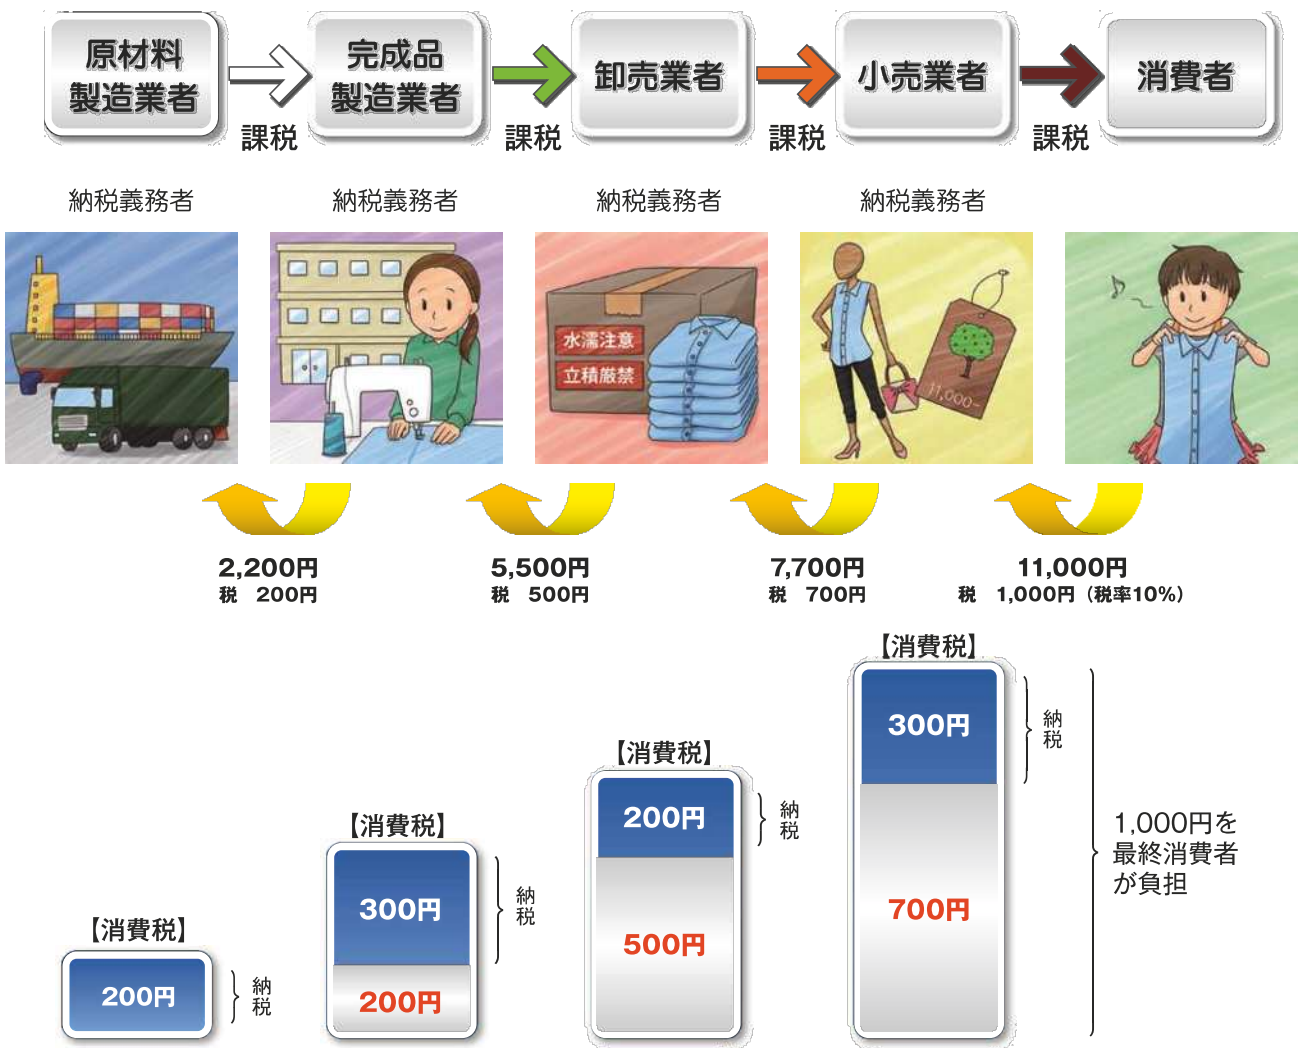 原材料
製造業者
完成品
製造業者
卸売業者
小売業者
消費者
課税
課税
課税
課税
納税義務者
納税義務者
納税義務者
納税義務者
水濡注意
立積厳禁
11,000-
2,200円
税 200円
5,500円
税 500円
7,700円
税 700円
11,000円
税 1,000円（税率10%）
【消費税】
200円
納税
【消費税】
300円
200円
納税
【消費税】
200円
500円
納税
【消費税】
300円
700円
納税
1,000円を
最終消費者
が負担